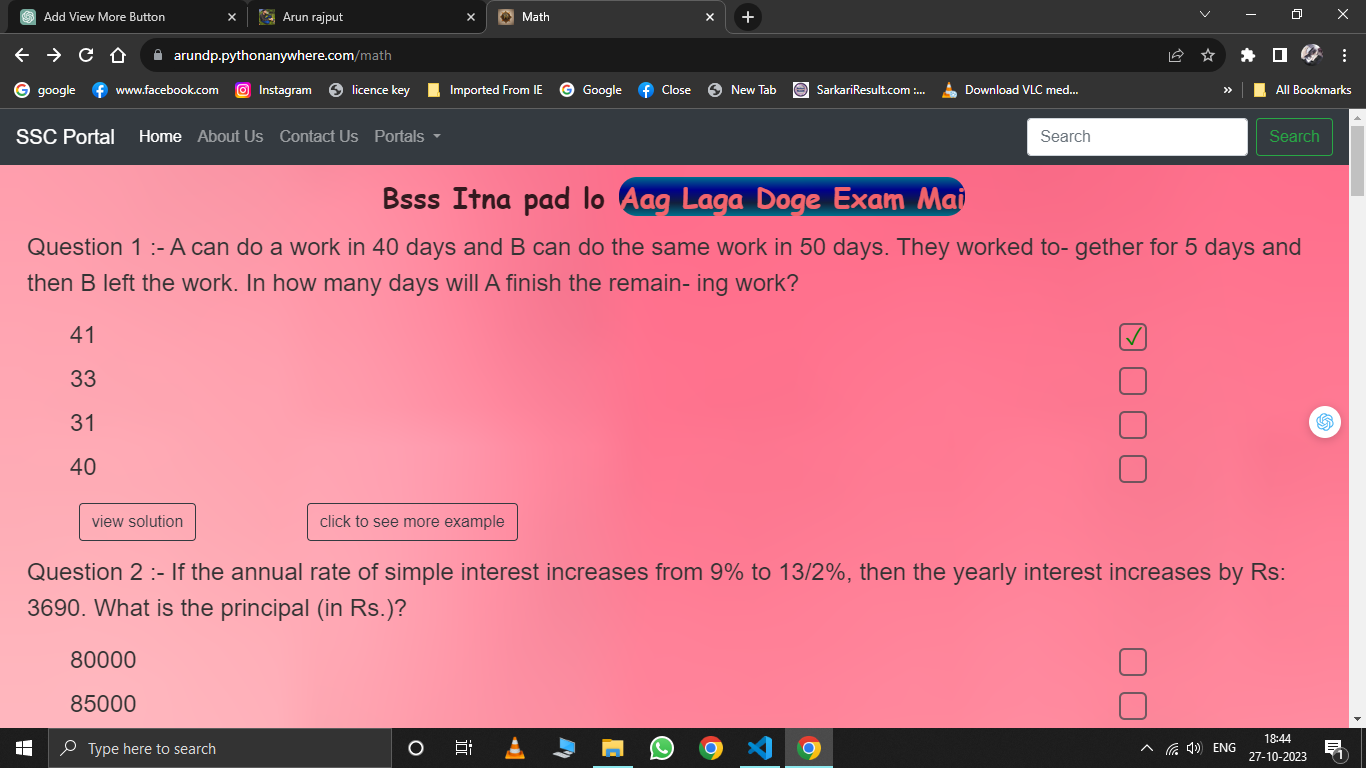 Add View More Button
Arun rajput
Math
arundp.pythonanywhere.com/math
google
www.facebook.com
Instagram
licence key
Imported From IE
Google
Close
New Tab
SarkariResult.com :...
Download VLC med...
»
All Bookmarks
SSC Portal
Home
About Us
Contact Us
Portals
Search
Search
Bsss Itna pad lo Aag Laga Doge Exam Mai
Question 1 :- A can do a work in 40 days and B can do the same work in 50 days. They worked to- gether for 5 days and
then B left the work. In how many days will A finish the remain- ing work?
41
33
31
40
view solution
click to see more example
Question 2 :- If the annual rate of simple interest increases from 9% to 13/2%, then the yearly interest increases by Rs:
3690. What is the principal (in Rs.)?
80000
85000
Type here to search
ENG
18:44
27-10-2023
1